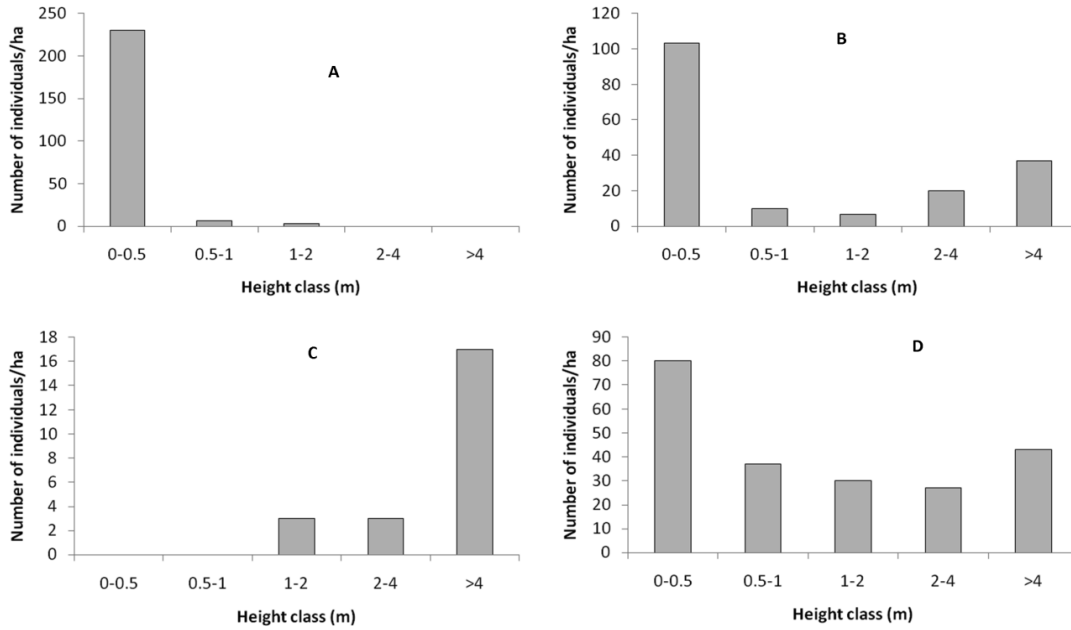 A
Number of individuals/ha
250
200
150
100
50
0
0-0.5 0.5-1 1-2 2-4 >4
Height class (m)
B
Number of individuals/ha
120
100
80
60
40
20
0
0-0.5 0.5-1 1-2 2-4 >4
Height class (m)
C
Number of individuals/ha
18
16
14
12
10
8
6
4
2
0
0-0.5 0.5-1 1-2 2-4 >4
Height class (m)
D
Number of individuals/ha
90
80
70
60
50
40
30
20
10
0
0-0.5 0.5-1 1-2 2-4 >4
Height class (m)